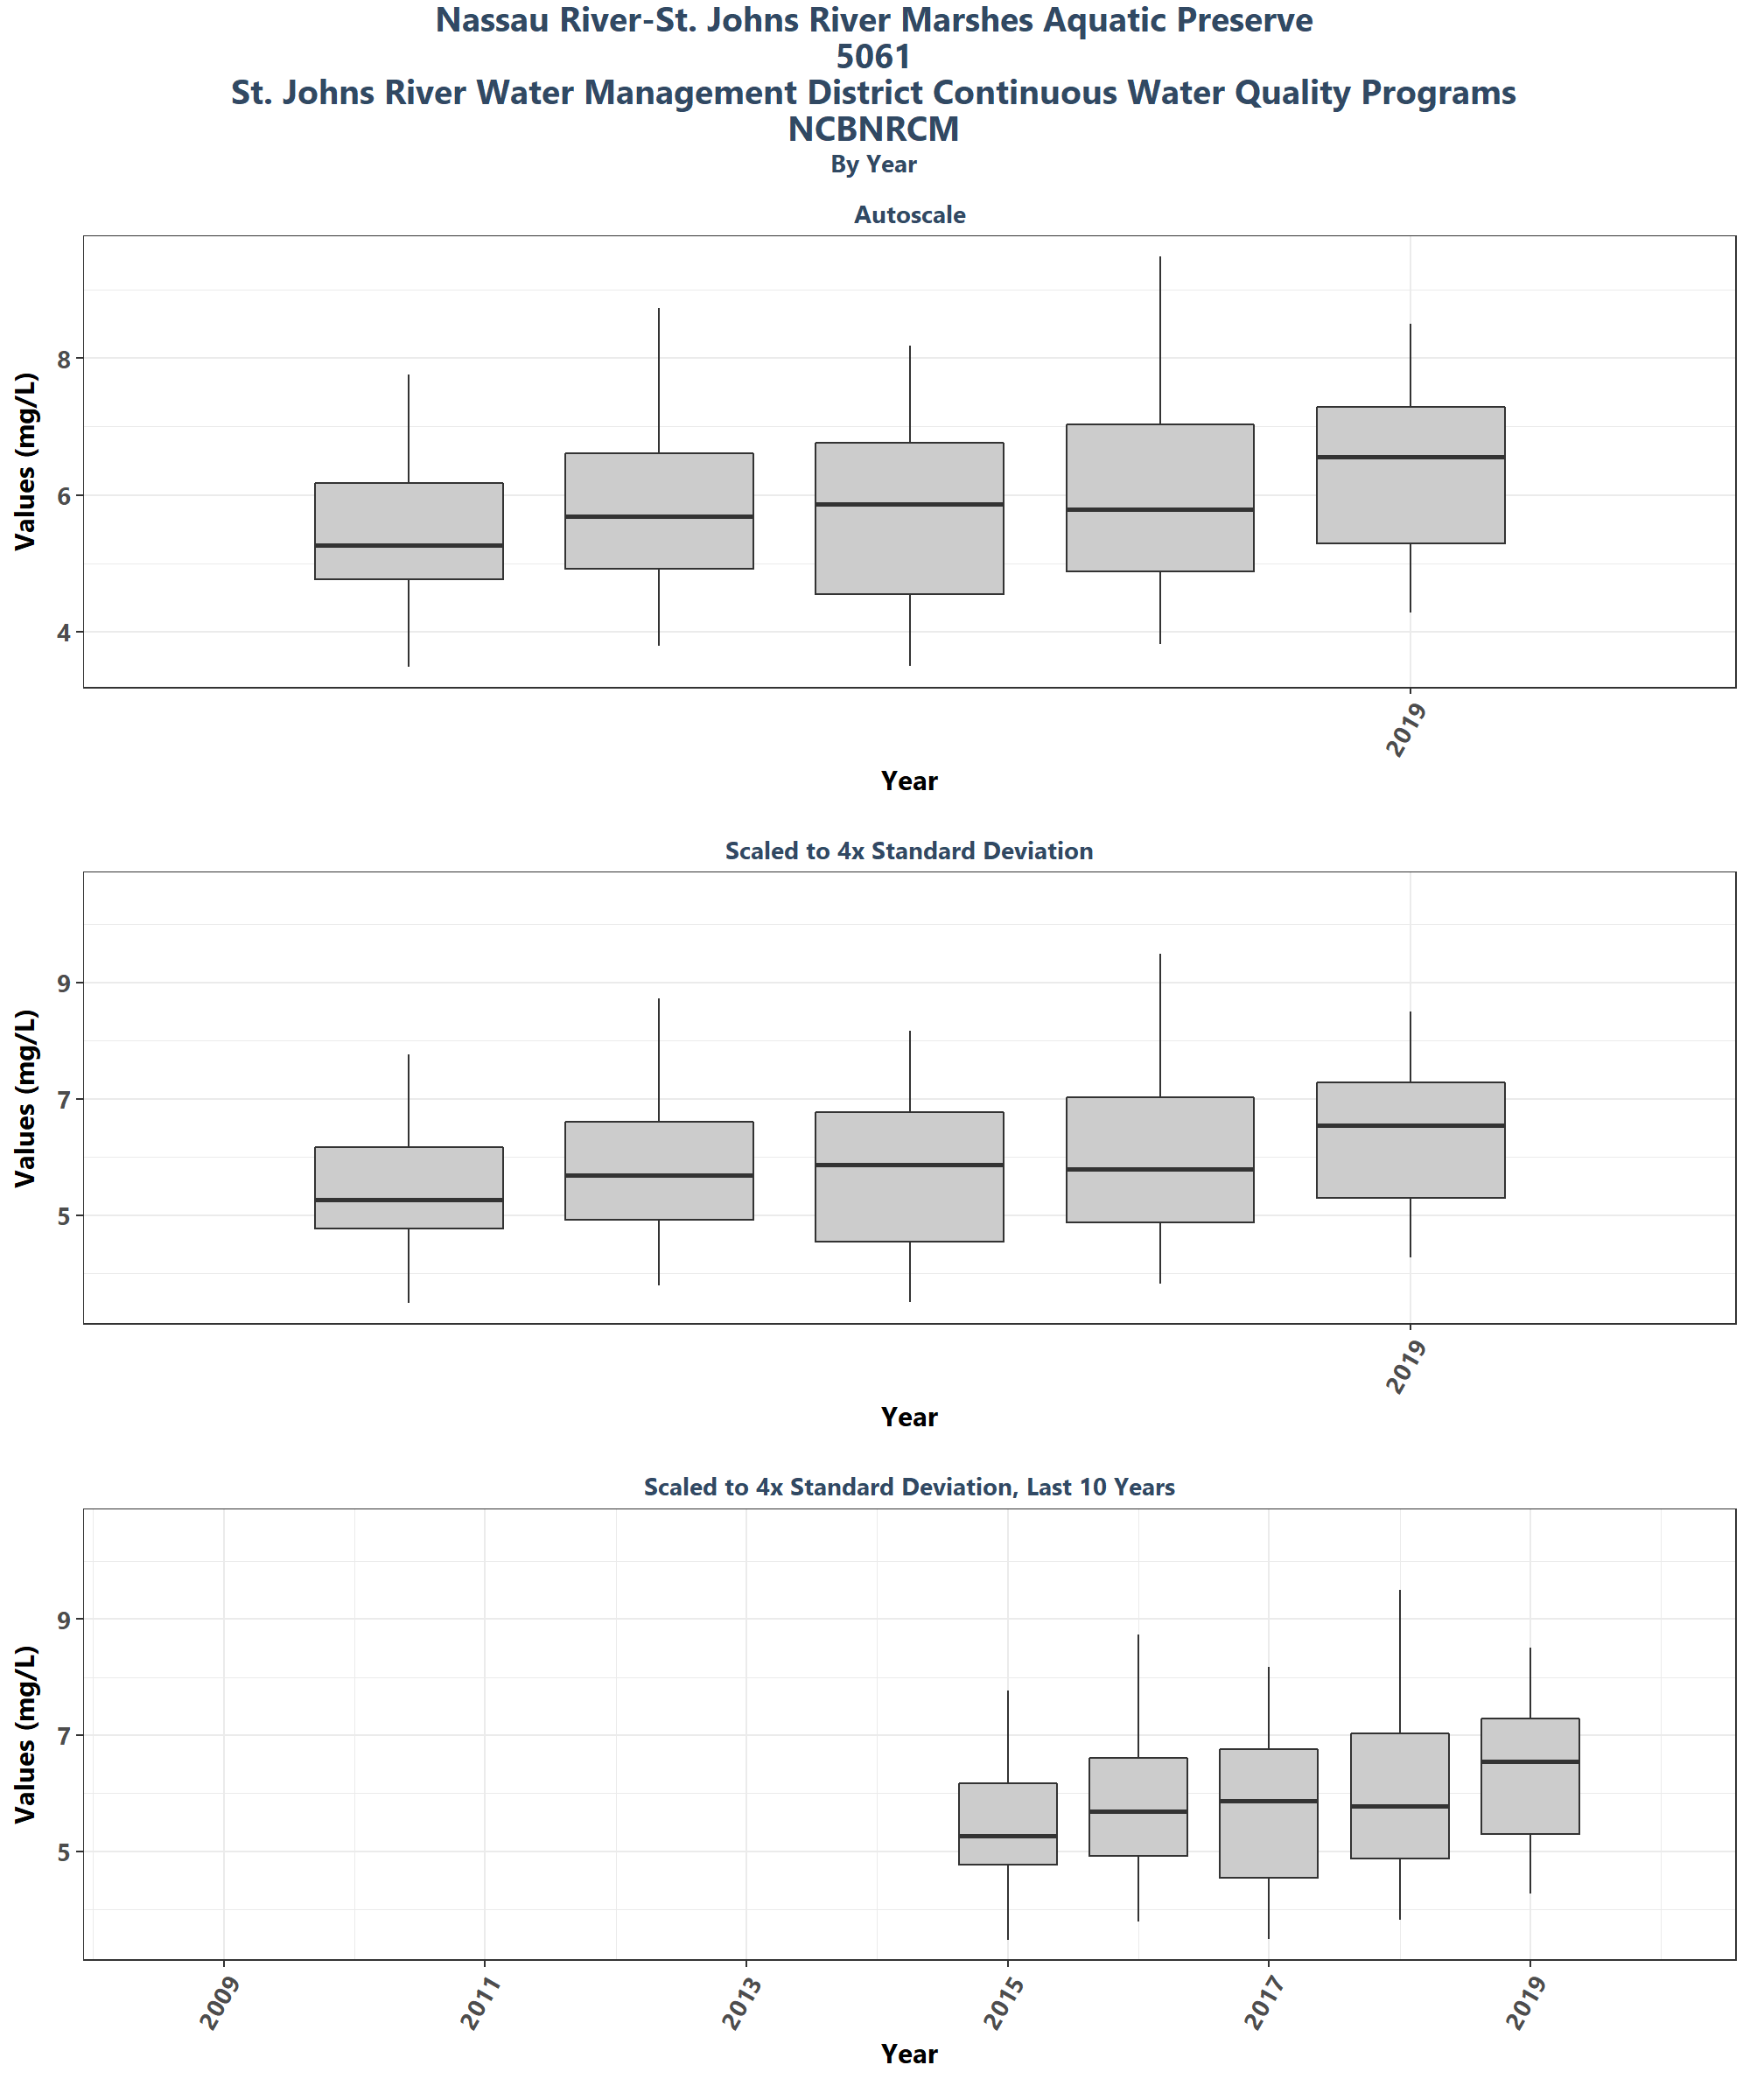 Nassau River-St. Johns River Marshes Aquatic Preserve
5061
St. Johns River Water Management District Continuous Water Quality Programs
NCBNRCM
By Year
Autoscale
Values (mg/L)
8
6
4
2019
Year
Scaled to 4x Standard Deviation
Values (mg/L)
9
7
5
2019
Year
Scaled to 4x Standard Deviation, Last 10 Years
Values (mg/L)
9
7
5
2009 2011 2013 2015 2017 2019
Year